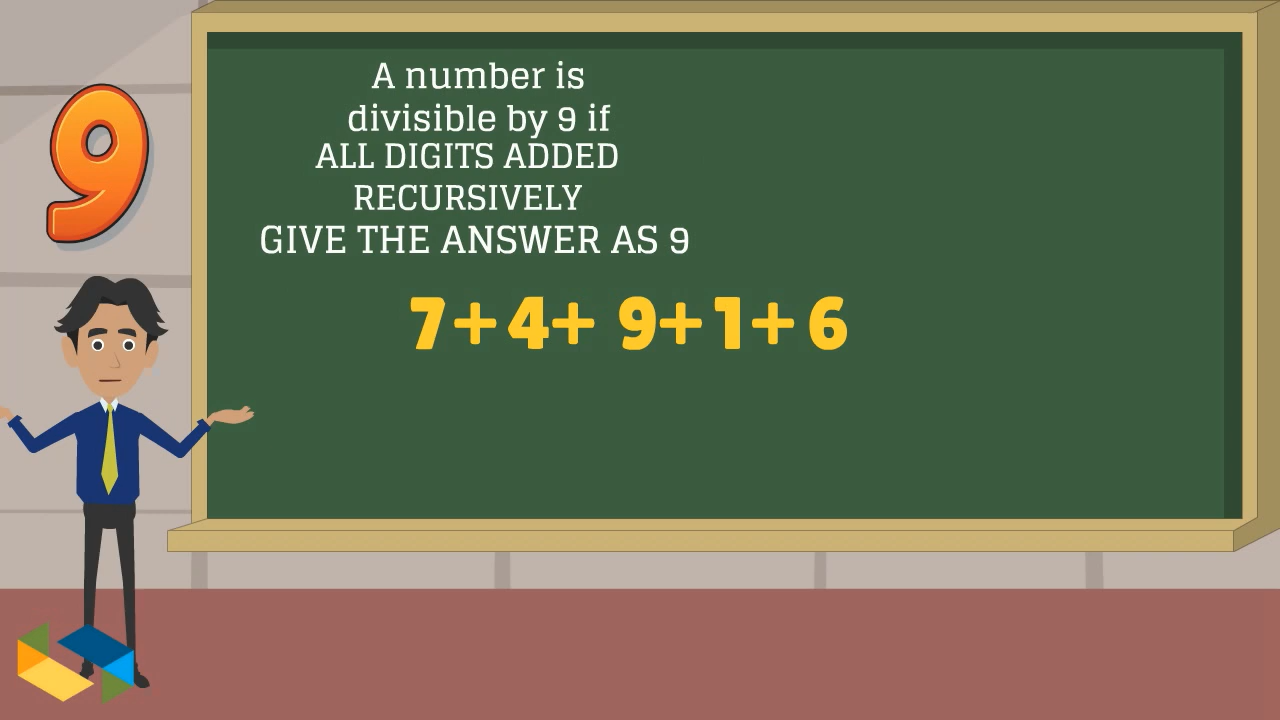 9
A number is
divisible by 9 if
ALL DIGITS ADDED
RECURSIVELY
GIVE THE ANSWER AS 9
7+4+ 9+1+6